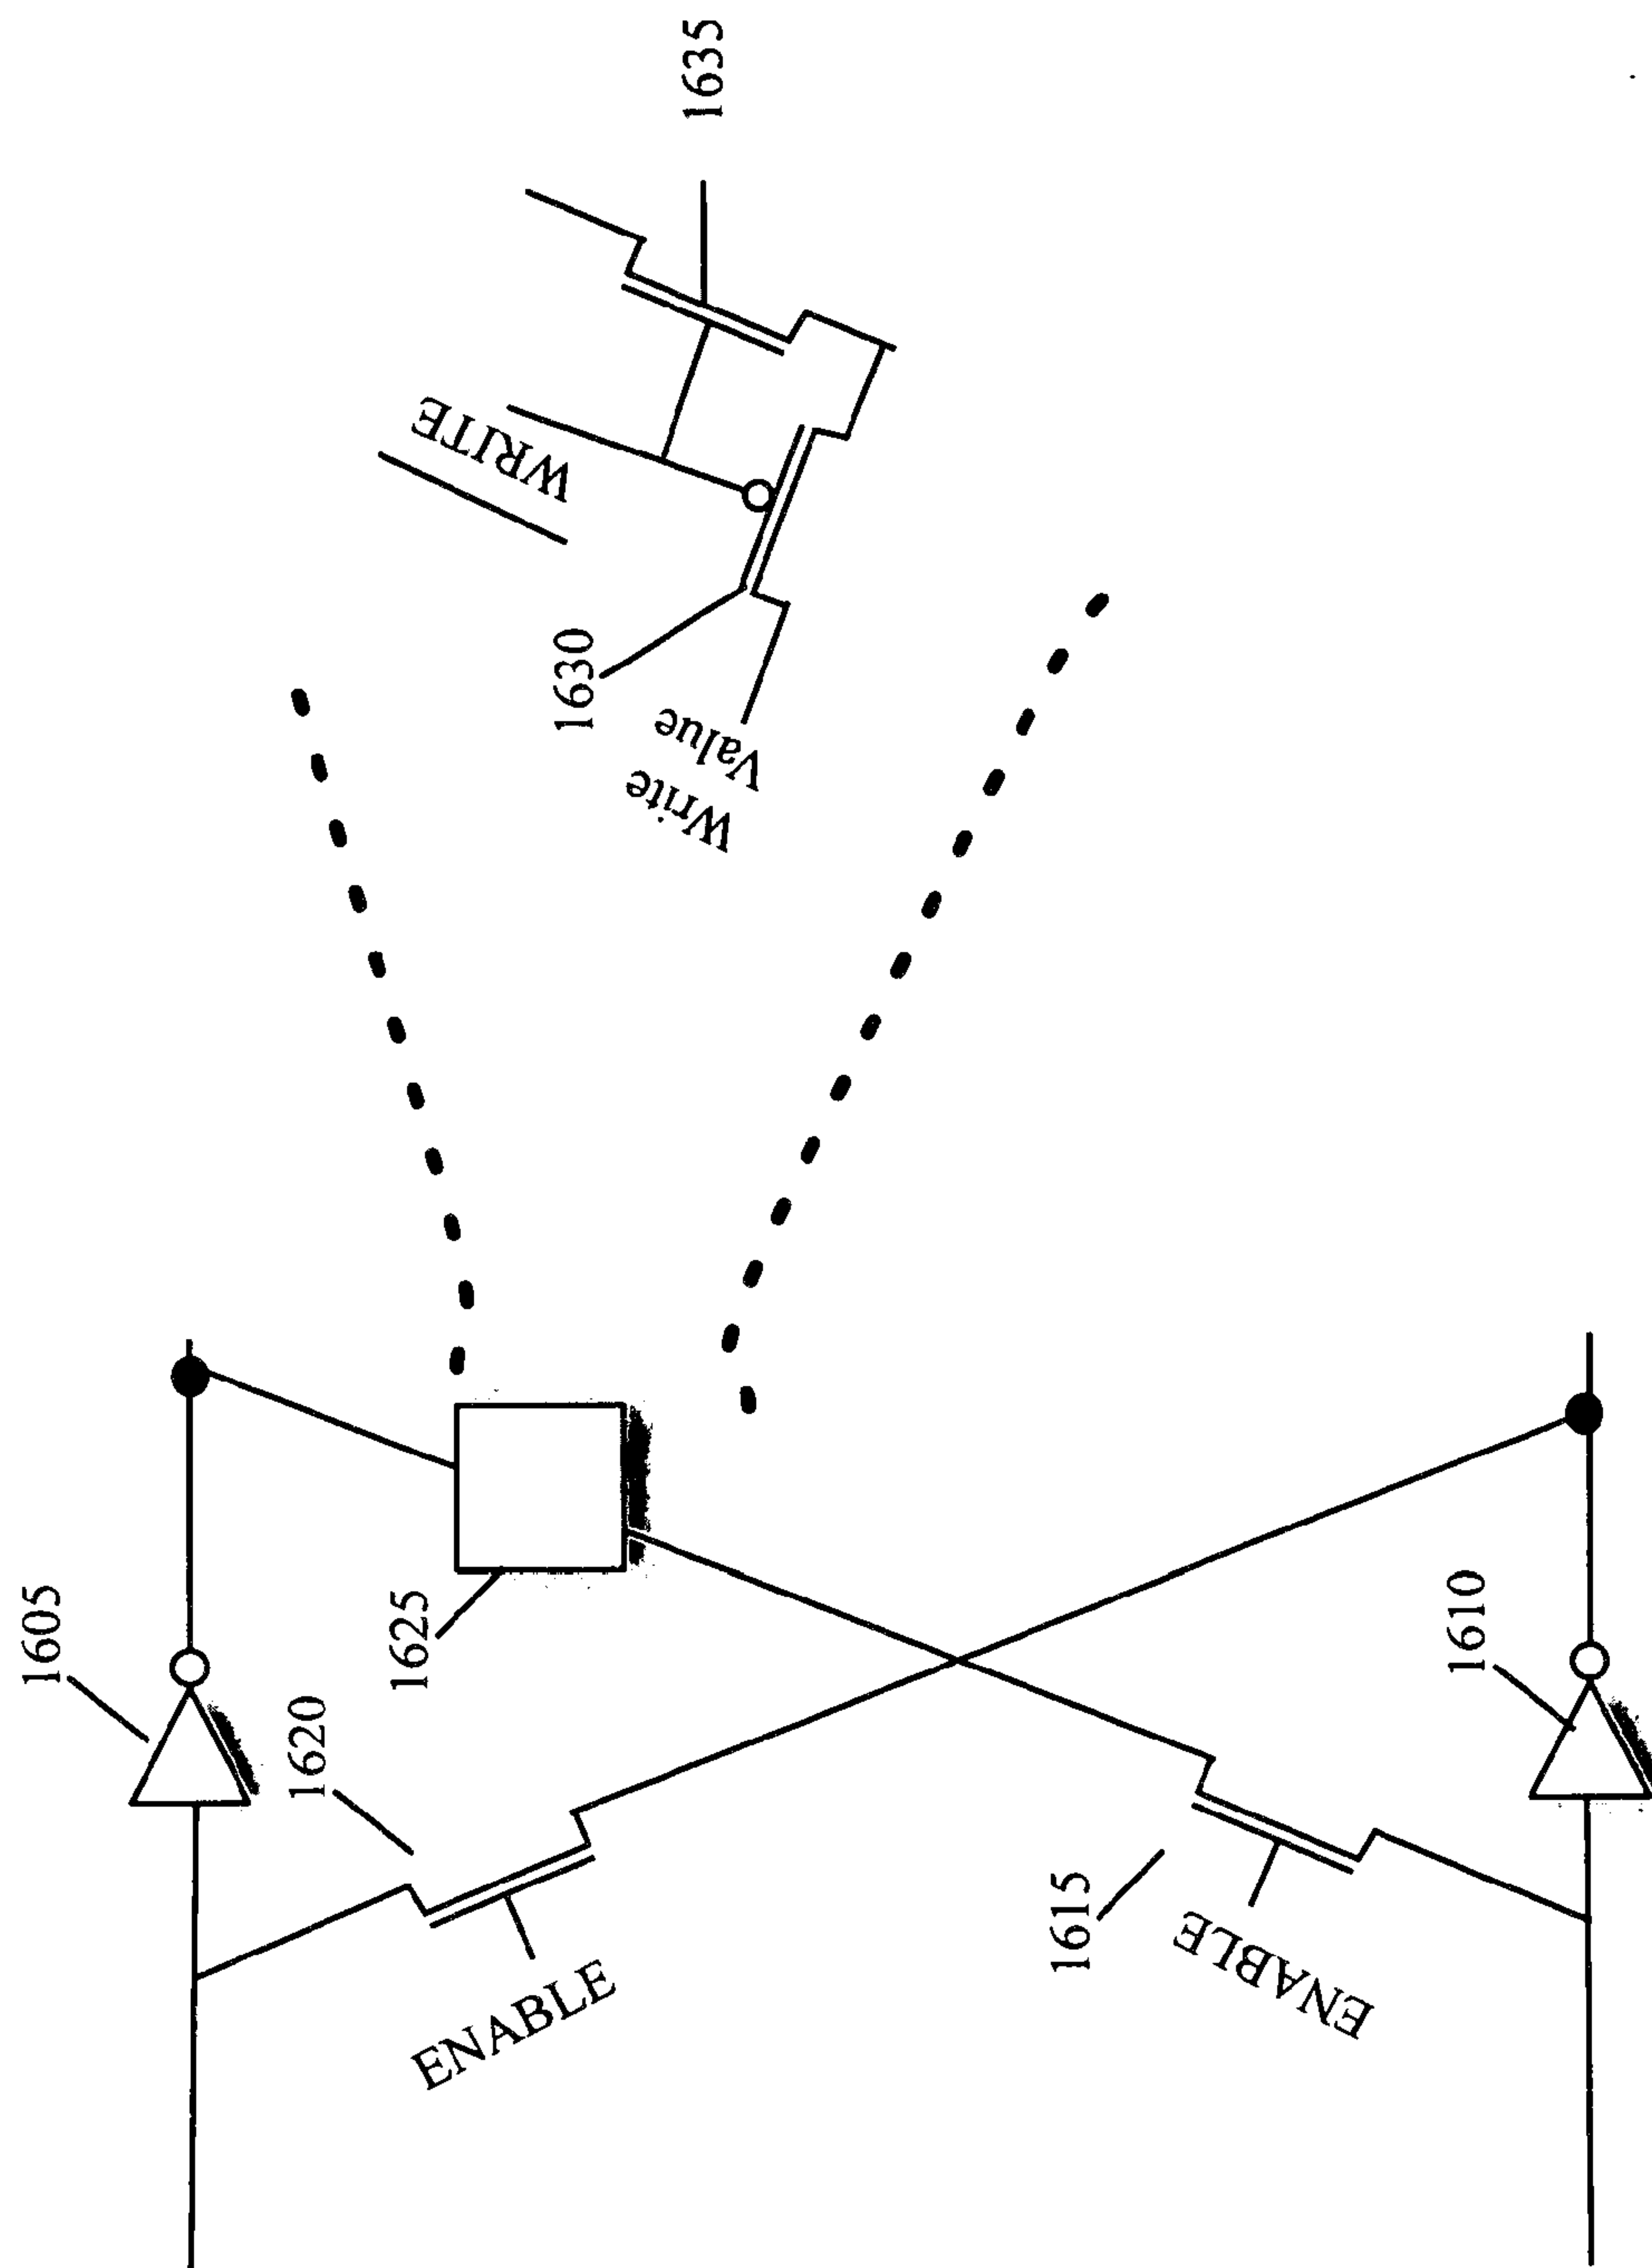 1605
1620
ENABLE
1625
WRITE
1630
Write
Value
1635
1615
ENABLE
1610